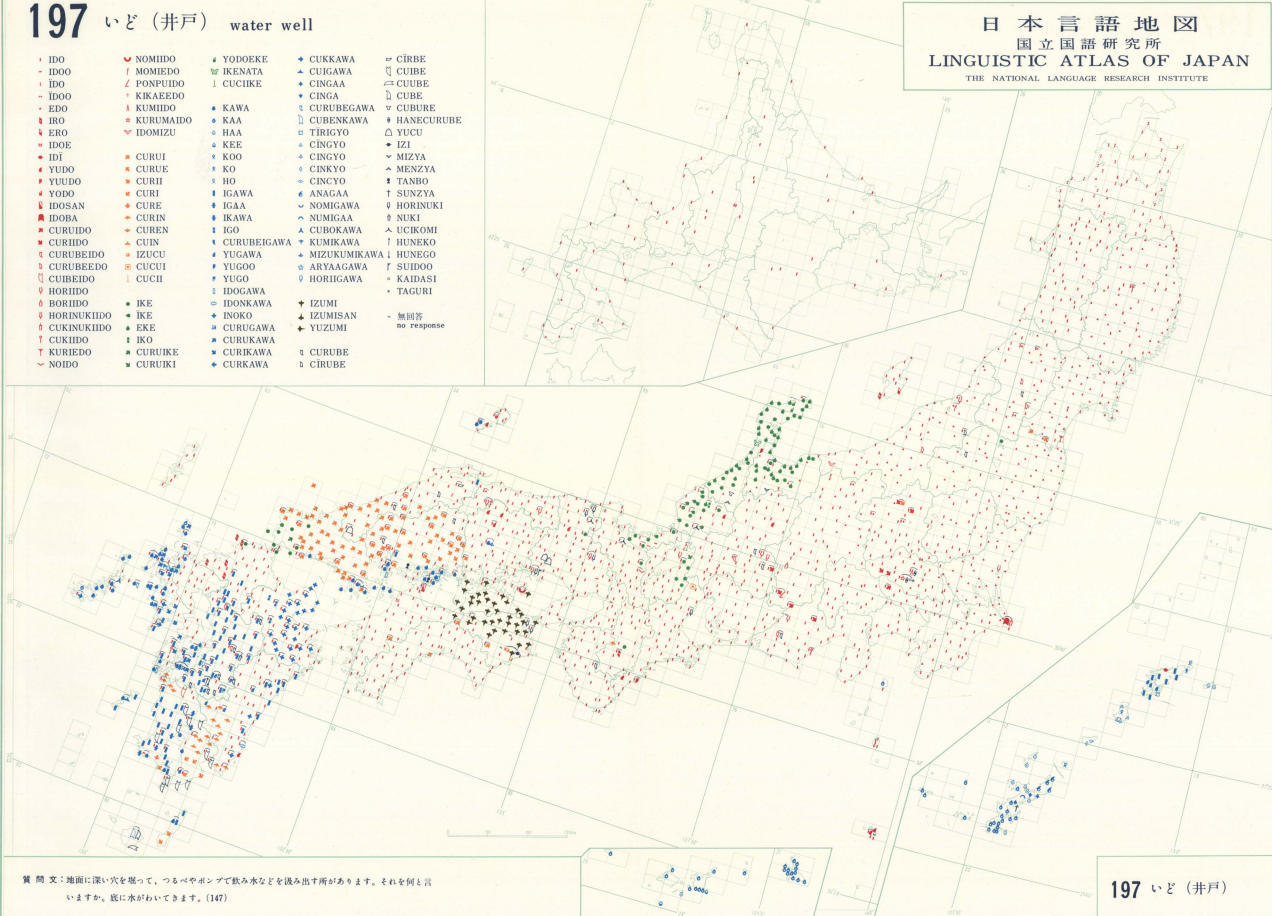 197 いど（井戸） water well
日本言語地図
国立国語研究所
LINGUISTIC ATLAS OF JAPAN
THE NATIONAL LANGUAGE RESEARCH INSTITUTE
IDO
IDOO
ÏDO
ÏDOO
EDO
IRO
ERO
IDOE
IDÏ
YUDO
YUUDO
YODO
IDOSAN
IDOBA
CURUIDO
CURIIDO
CURUBEIDO
CURUBEEDO
CUIBEIDO
HORIIDO
BORIIDO
HORINUKIIDO
CUKINUKIIDO
CUKIIDO
KURIEDO
NOIDO
NOMIIDO
MOMIEDO
PONPUIDO
KIKAEEDO
KUMIIDO
KURUMAIDO
IDOMIZU
CURUI
CURUE
CURII
CURI
CURE
CURIN
CUREN
CUIN
IZUCU
CUCUI
CUCII
IKE
ÏKE
EKE
IKO
CURUIKE
CURUIKI
YODOEKE
IKENATA
CUCIIKE
KAWA
KAA
HAA
KEE
KOO
KO
HO
IGAWA
IGAA
IKAWA
IGO
CURUBEIGAWA
YUGAWA
YUGOO
YUGO
IDOGAWA
IDONKAWA
INOKO
CURUGAWA
CURUKAWA
CURIKAWA
CURKAWA
CUKKAWA
CUIGAWA
CINGAA
CINGA
CURUBEGAWA
CUBENKAWA
TÏRIGYO
CÏNGYO
CINGYO
CINKYO
CINCYO
ANAGAA
NOMIGAWA
NUMIGAA
CUBOKAWA
KUMIKAWA
MIZUKUMIKAWA
ARYAAGAWA
HORIIGAWA
IZUMI
IZUMISAN
YUZUMI
CURUBE
CÏRUBE
CÏRBE
CUIBE
CUUBE
CUBE
CUBURE
HANECURUBE
YUCU
IZI
MIZYA
MENZYA
TANBO
SUNZYA
HORINUKI
NUKI
UCIKOMI
HUNEKO
HUNEGO
SUIDOO
KAIDASI
TAGURI
無回答
no response
質問文：地面に深い穴を堀って，つるべやポンプで飲み水などを汲み出す所があります。それを何と言
いますか。底に水がわいてきます。(147)
197 いど（井戸）